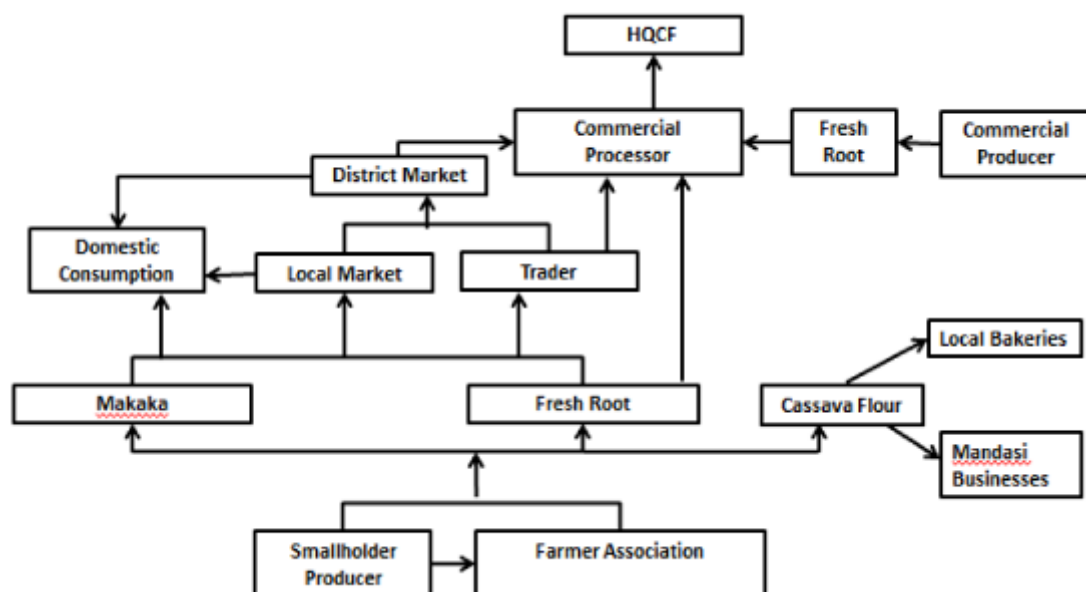 HQCF
Commercial
Processor
Fresh
Root
Commercial
Producer
District Market
Domestic
Consumption
Local Market
Trader
Local Bakeries
Makaka
Fresh Root
Cassava Flour
Mandasi
Businesses
Smallholder
Producer
Farmer Association